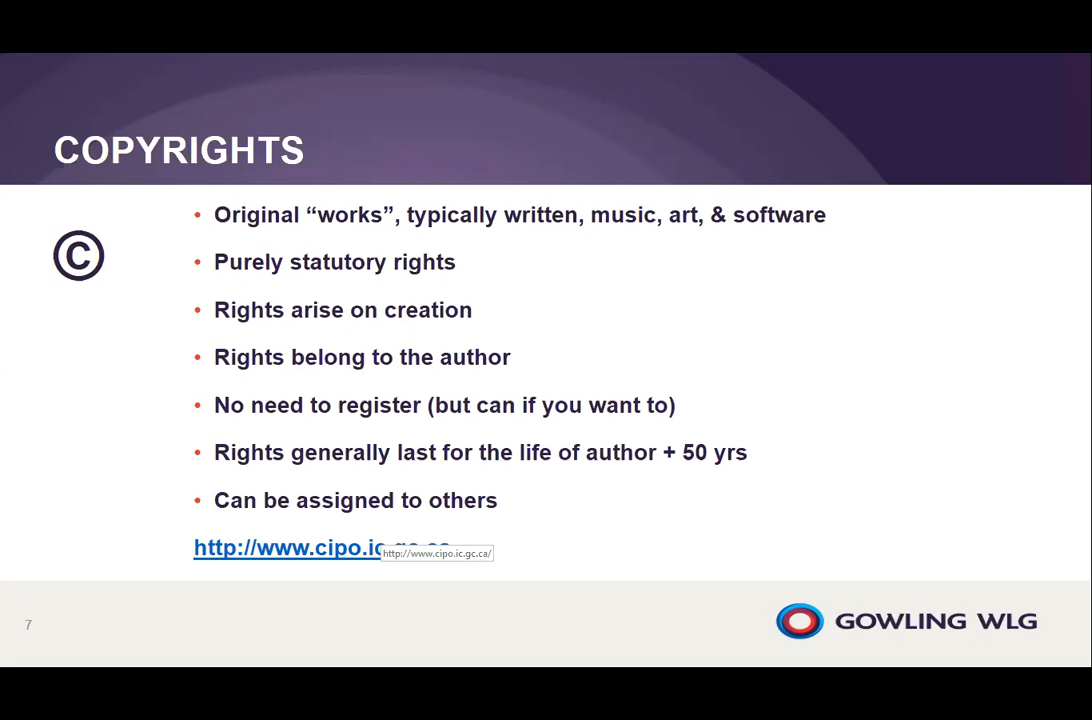 COPYRIGHTS
©
• Original “works”, typically written, music, art, & software
• Purely statutory rights
• Rights arise on creation
• Rights belong to the author
• No need to register (but can if you want to)
• Rights generally last for the life of author + 50 yrs
• Can be assigned to others
http://www.cipo.ic.gc.ca
http://www.cipo.ic.gc.ca/
7
GOWLING WLG